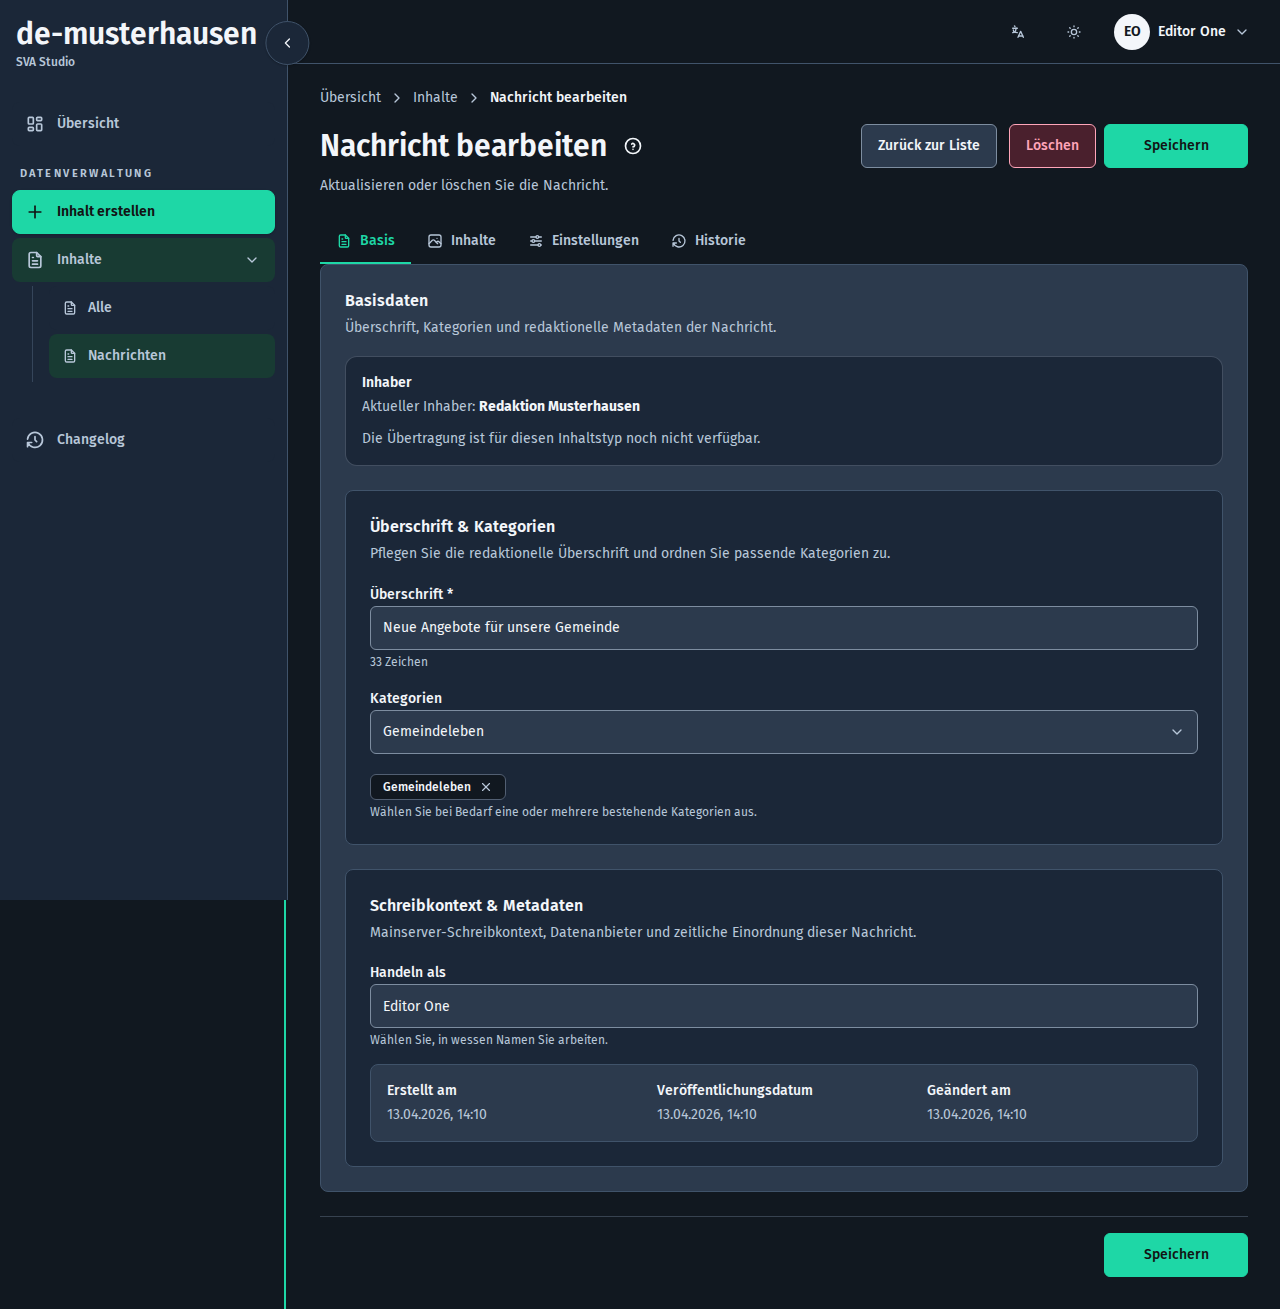 de-musterhausen
SVA Studio
EO Editor One
Übersicht
DATENVERWALTUNG
Inhalt erstellen
Inhalte
Alle
Nachrichten
Changelog
Übersicht Inhalte Nachricht bearbeiten
Nachricht bearbeiten
Zurück zur Liste Löschen Speichern
Aktualisieren oder löschen Sie die Nachricht.
Basis Inhalte Einstellungen Historie
Basisdaten
Überschrift, Kategorien und redaktionelle Metadaten der Nachricht.
Inhaber
Aktueller Inhaber: Redaktion Musterhausen
Die Übertragung ist für diesen Inhaltstyp noch nicht verfügbar.
Überschrift & Kategorien
Pflegen Sie die redaktionelle Überschrift und ordnen Sie passende Kategorien zu.
Überschrift *
Neue Angebote für unsere Gemeinde
33 Zeichen
Kategorien
Gemeindeleben
Gemeindeleben
Wählen Sie bei Bedarf eine oder mehrere bestehende Kategorien aus.
Schreibkontext & Metadaten
Mainserver-Schreibkontext, Datenanbieter und zeitliche Einordnung dieser Nachricht.
Handeln als
Editor One
Wählen Sie, in wessen Namen Sie arbeiten.
Erstellt am Veröffentlichungsdatum Geändert am
13.04.2026, 14:10 13.04.2026, 14:10 13.04.2026, 14:10
Speichern